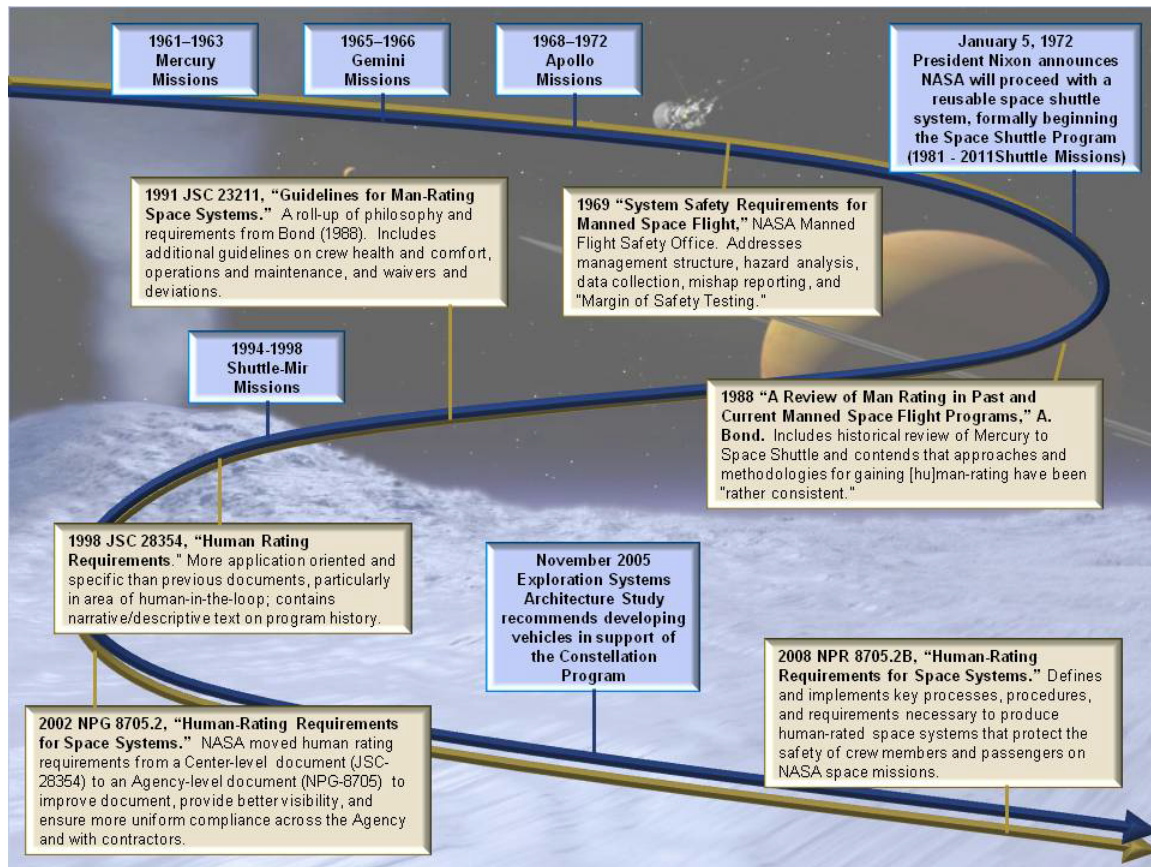 1961–1963
Mercury
Missions
1965–1966
Gemini
Missions
1968–1972
Apollo
Missions
January 5, 1972
President Nixon announces
NASA will proceed with a
reusable space shuttle
system, formally beginning
the Space Shuttle Program
(1981 - 2011Shuttle Missions)
1991 JSC 23211, “Guidelines for Man-Rating
Space Systems.” A roll-up of philosophy and
requirements from Bond (1988). Includes
additional guidelines on crew health and comfort,
operations and maintenance, and waivers and
deviations.
1969 “System Safety Requirements for
Manned Space Flight,” NASA Manned
Flight Safety Office. Addresses
management structure, hazard analysis,
data collection, mishap reporting, and
"Margin of Safety Testing."
1994-1998
Shuttle-Mir
Missions
1988 “A Review of Man Rating in Past and
Current Manned Space Flight Programs,” A.
Bond. Includes historical review of Mercury to
Space Shuttle and contends that approaches and
methodologies for gaining [hu]man-rating have been
"rather consistent."
1998 JSC 28354, “Human Rating
Requirements." More application oriented and
specific than previous documents, particularly
in area of human-in-the-loop; contains
narrative/descriptive text on program history.
November 2005
Exploration Systems
Architecture Study
recommends developing
vehicles in support of
the Constellation
Program
2008 NPR 8705.2B, “Human-Rating
Requirements for Space Systems.” Defines
and implements key processes, procedures,
and requirements necessary to produce
human-rated space systems that protect the
safety of crew members and passengers on
NASA space missions.
2002 NPG 8705.2, “Human-Rating Requirements
for Space Systems.” NASA moved human rating
requirements from a Center-level document (JSC-
28354) to an Agency-level document (NPG-8705) to
improve document, provide better visibility, and
ensure more uniform compliance across the Agency
and with contractors.